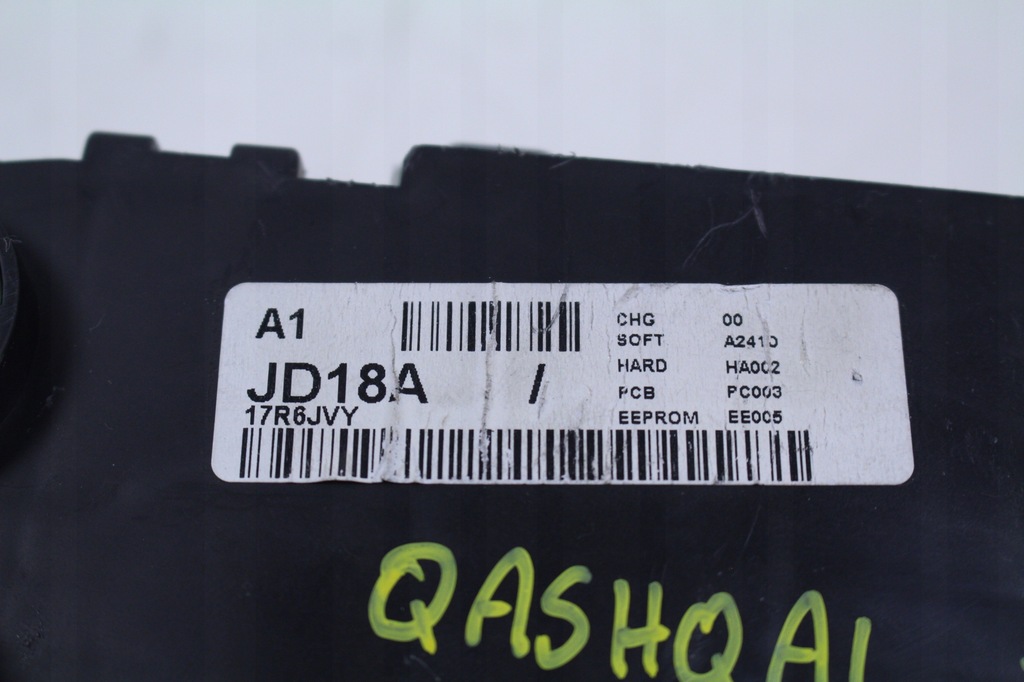 A1
JD18A /
17R6JVY
CHG 00
SOFT A2410
HARD HA002
PCB PC003
EEPROM EE005
QASHQAI